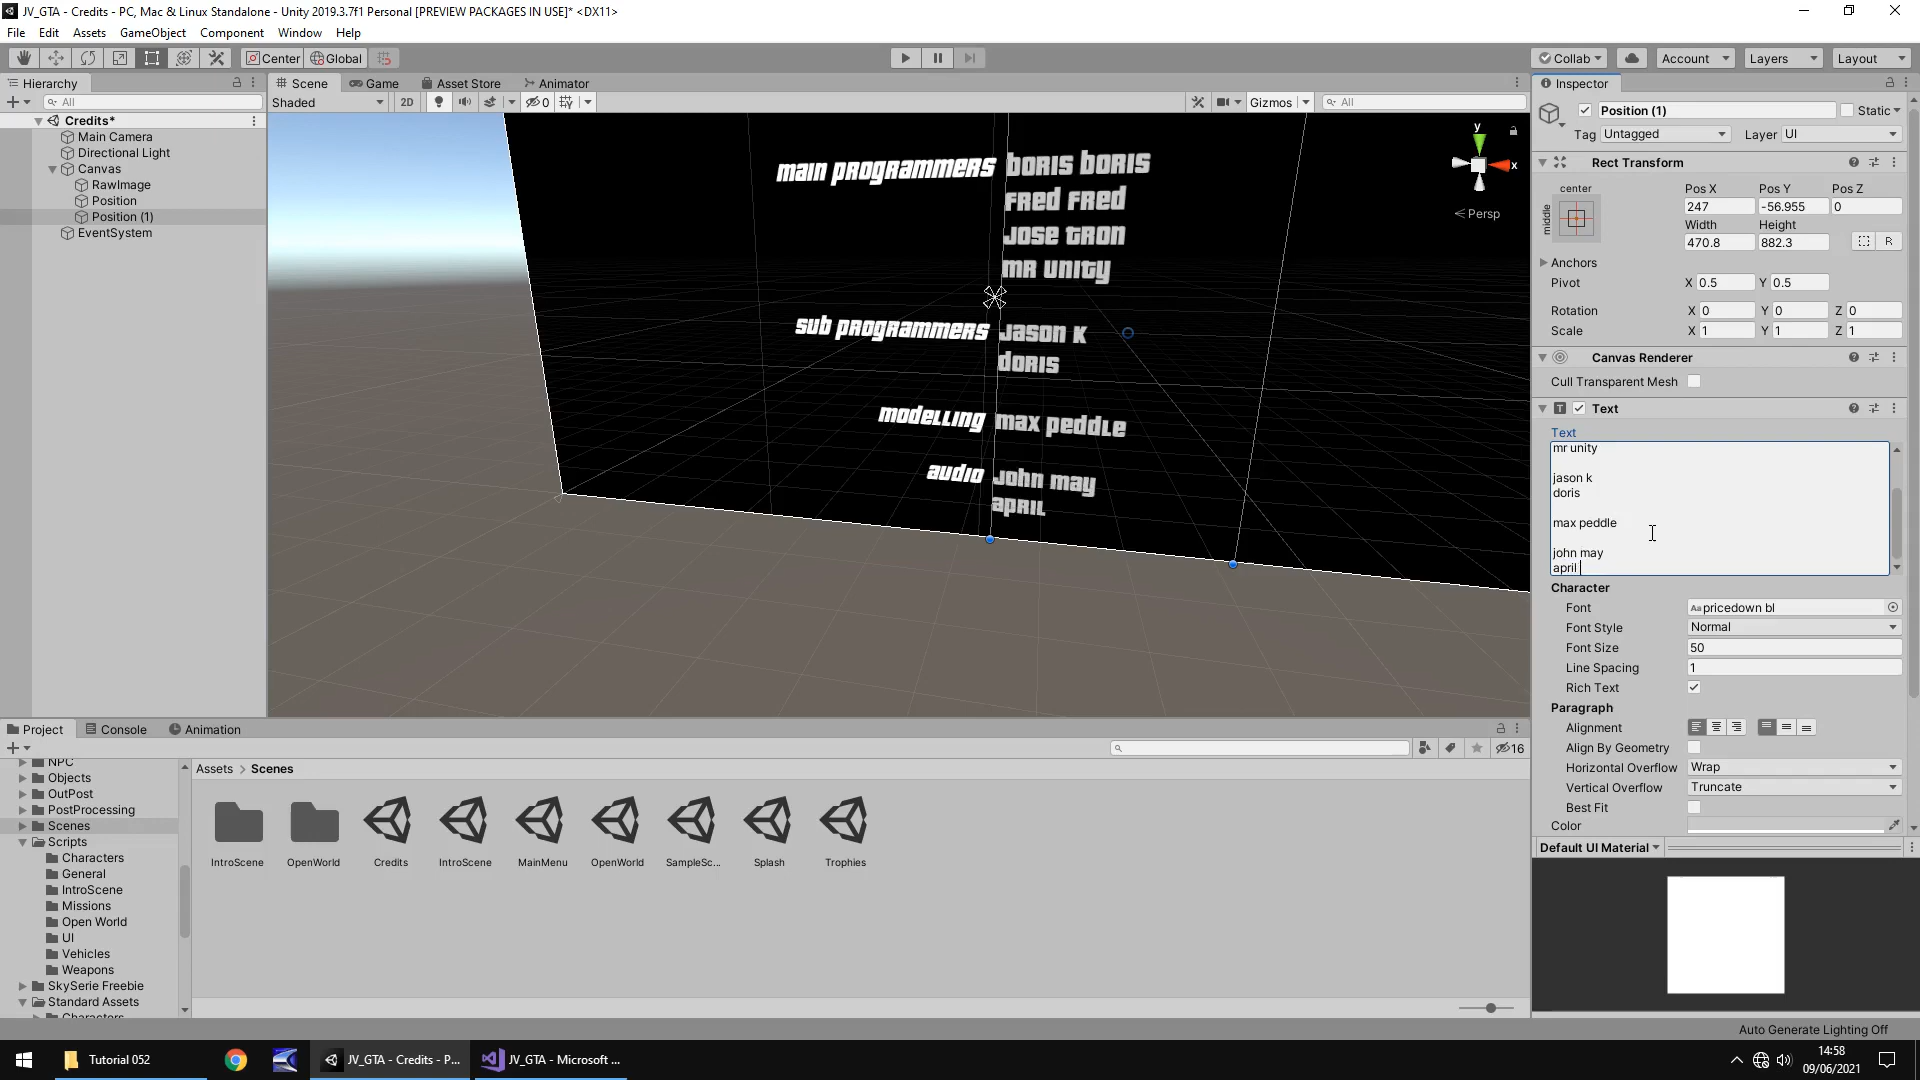 JV_GTA - Credits - PC, Mac & Linux Standalone - Unity 2019.3.7f1 Personal [PREVIEW PACKAGES IN USE]* <DX11>
File Edit Assets GameObject Component Window Help
Center Global Collab Account Layers Layout
Hierarchy
All
Credits*
Main Camera
Directional Light
Canvas
RawImage
Position
Position (1)
EventSystem
Scene Game Asset Store Animator
Shaded 2D 0 Gizmos All
main programmers boris boris
fred fred
jose tron
mr unity
sub programmers jason k
doris
modelling max peddle
audio john may
april
y
x
Persp
Inspector
Position (1) Static
Tag Untagged Layer UI
Rect Transform
center
middle
Pos X Pos Y Pos Z
247 -56.955 0
Width Height
470.8 882.3
R
Anchors
Pivot X 0.5 Y 0.5
Rotation X 0 Y 0 Z 0
Scale X 1 Y 1 Z 1
Canvas Renderer
Cull Transparent Mesh
Text
Text
mr unity
jason k
doris
max peddle
john may
april
Character
Font Aa pricedown bl
Font Style Normal
Font Size 50
Line Spacing 1
Rich Text
Paragraph
Alignment
Align By Geometry
Horizontal Overflow Wrap
Vertical Overflow Truncate
Best Fit
Color
Default UI Material
Project Console Animation
16
NPC
Objects
OutPost
PostProcessing
Scenes
Scripts
Characters
General
IntroScene
Missions
Open World
UI
Vehicles
Weapons
SkySerie Freebie
Standard Assets
Characters
Assets > Scenes
IntroScene OpenWorld Credits IntroScene MainMenu OpenWorld SampleSc... Splash Trophies
Auto Generate Lighting Off
Tutorial 052
JV_GTA - Credits - P...
JV_GTA - Microsoft ...
14:58
09/06/2021